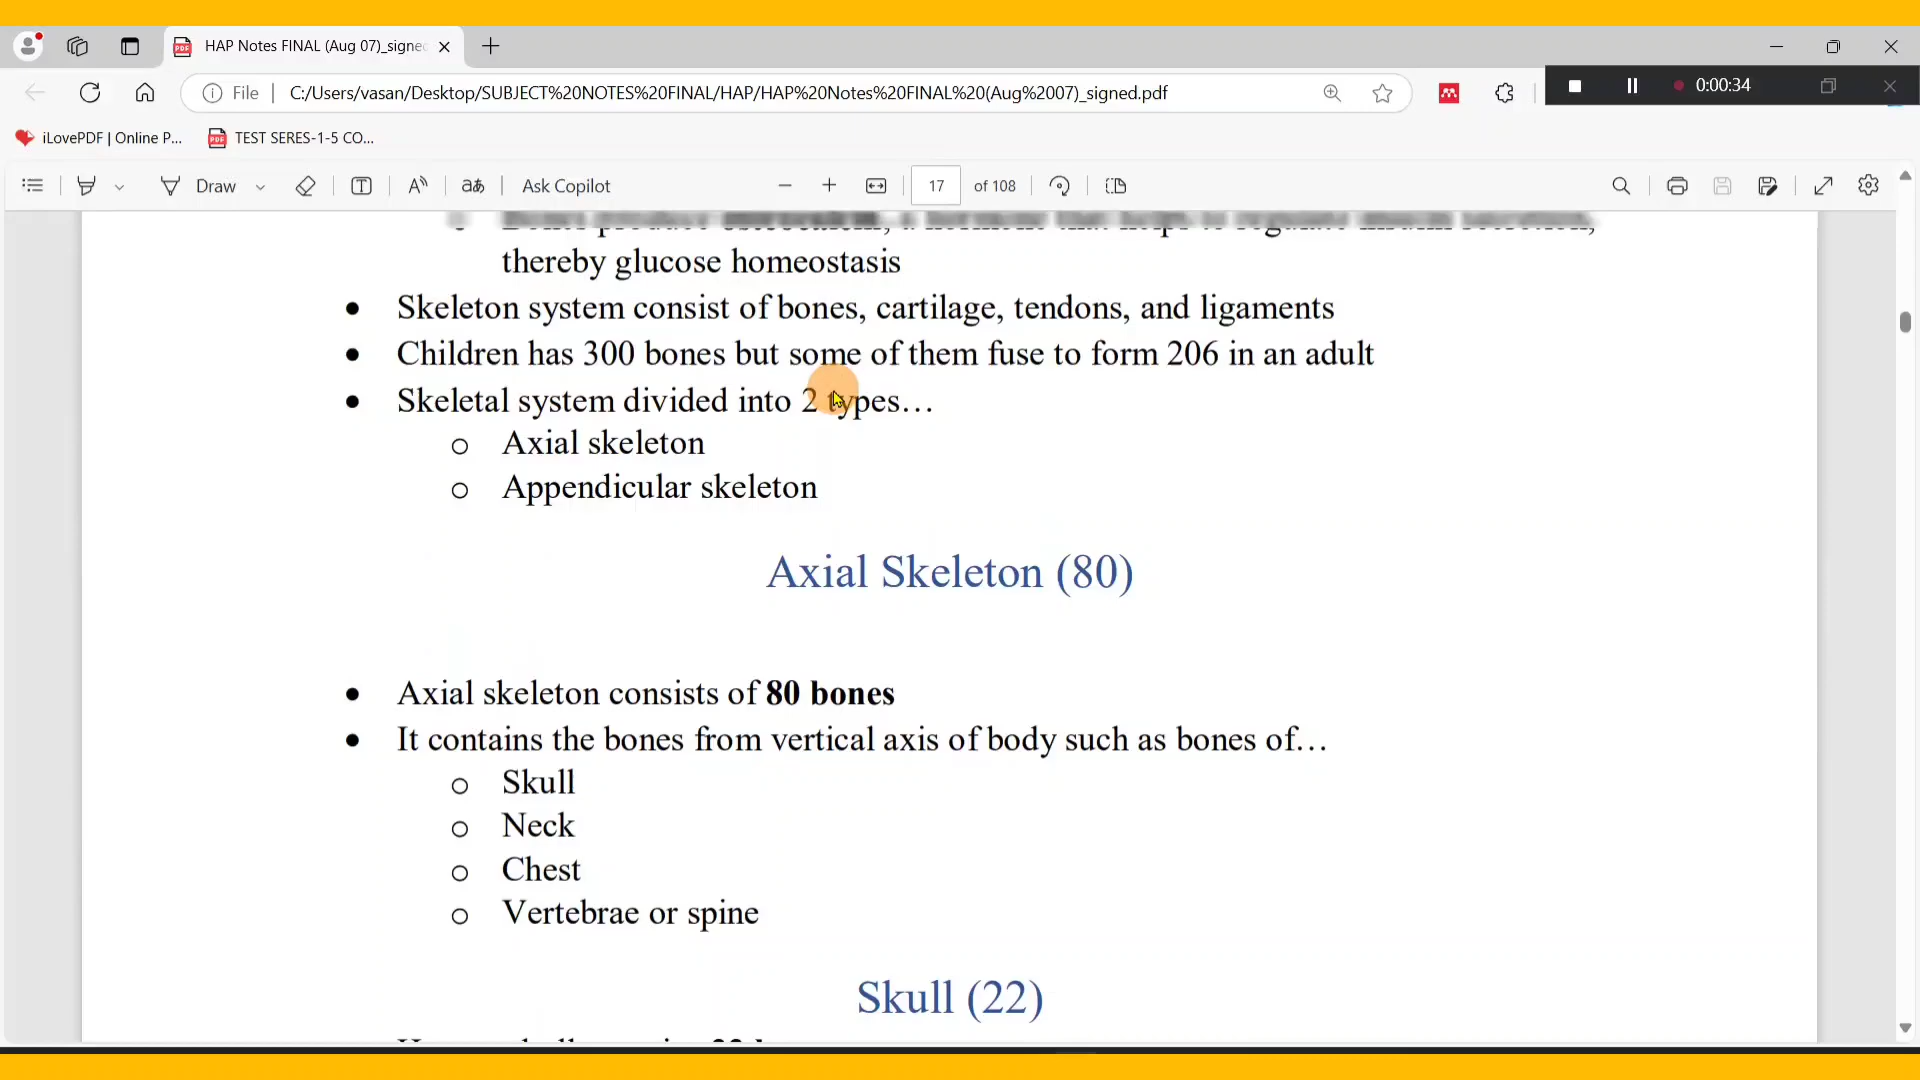 HAP Notes FINAL (Aug 07)_signe
File
C:/Users/vasan/Desktop/SUBJECT%20NOTES%20FINAL/HAP/HAP%20Notes%20FINAL%20(Aug%2007)_signed.pdf
0:00:34
iLovePDF | Online P...
TEST SERES-1-5 CO...
Draw
Ask Copilot
17
of 108
thereby glucose homeostasis
• Skeleton system consist of bones, cartilage, tendons, and ligaments
• Children has 300 bones but some of them fuse to form 206 in an adult
• Skeletal system divided into 2 types…
o Axial skeleton
o Appendicular skeleton
Axial Skeleton (80)
• Axial skeleton consists of 80 bones
• It contains the bones from vertical axis of body such as bones of…
o Skull
o Neck
o Chest
o Vertebrae or spine
Skull (22)